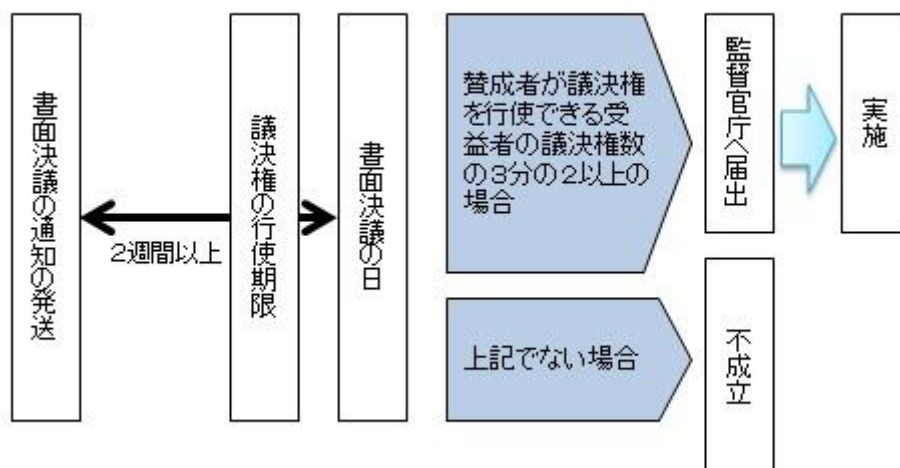 書面決議の通知の発送
2週間以上
議決権の行使期限
書面決議の日
賛成者が議決権
を行使できる受
益者の議決権数
の3分の2以上の
場合
監督官庁へ届出
実施
上記でない場合
不成立